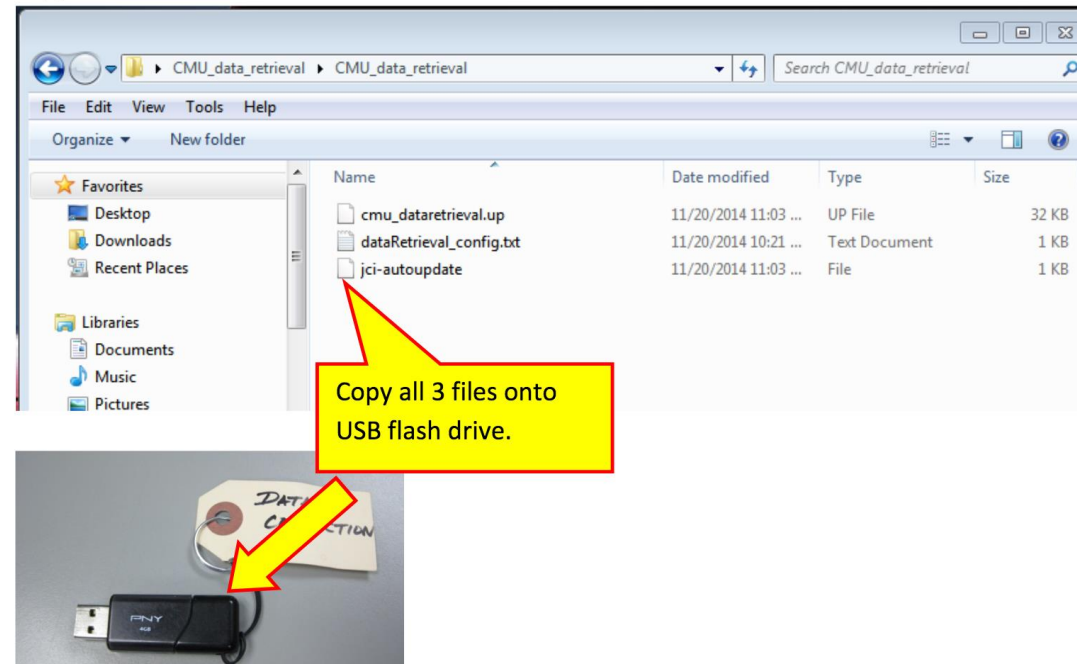 CMU_data_retrieval ▸ CMU_data_retrieval
Search CMU_data_retrieval
File Edit View Tools Help
Organize ▾ New folder
Name Date modified Type Size
Favorites
Desktop
Downloads
Recent Places
Libraries
Documents
Music
Pictures
cmu_dataretrieval.up 11/20/2014 11:03 ... UP File 32 KB
dataRetrieval_config.txt 11/20/2014 10:21 ... Text Document 1 KB
jci-autoupdate 11/20/2014 11:03 ... File 1 KB
Copy all 3 files onto
USB flash drive.
PNY
4GB